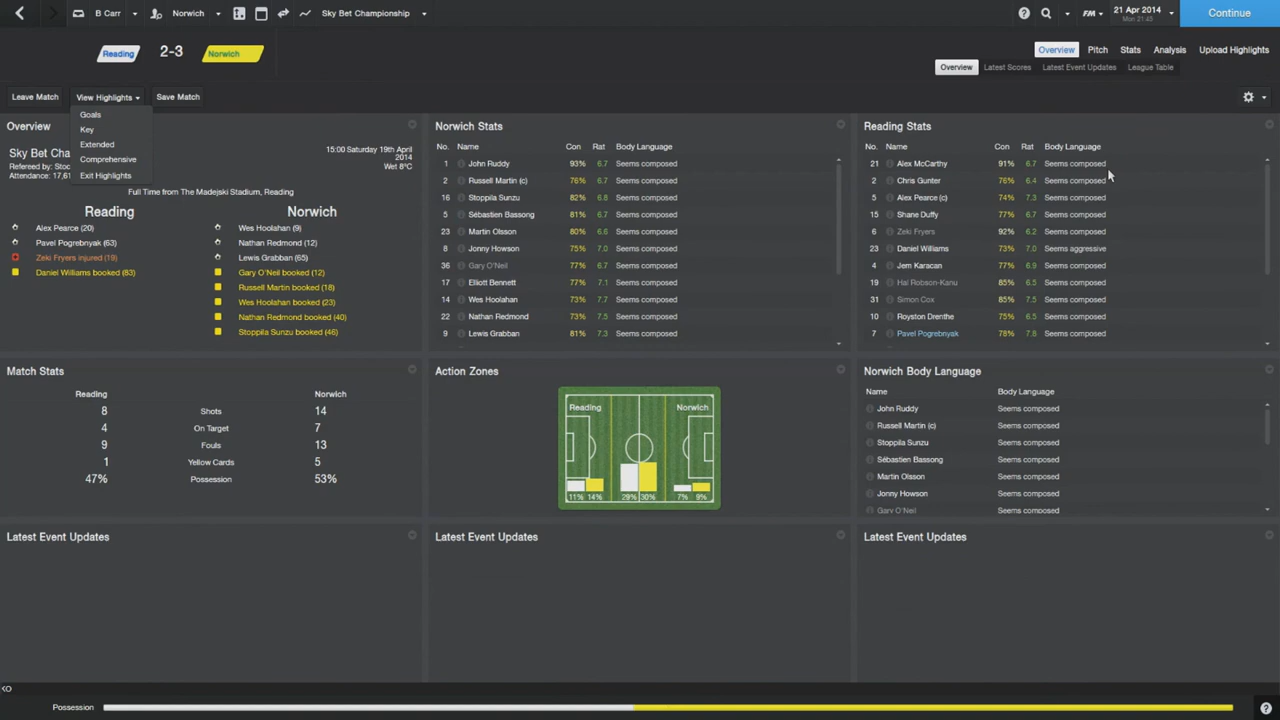 B Carr Norwich Sky Bet Championship FM 21 Apr 2014 Continue
Mon 21:45
Reading 2-3 Norwich
Overview Pitch Stats Analysis Upload Highlights
Overview Latest Scores Latest Event Updates League Table
Leave Match View Highlights Save Match
Goals
Key
Extended
Comprehensive
Exit Highlights
Overview
Sky Bet Cha
Refereed by: Stoc
Attendance: 17,61
15:00 Saturday 19th April
2014
Wet 8°C
Full Time from The Madejski Stadium, Reading
Reading Norwich
Alex Pearce (20) Wes Hoolahan (9)
Pavel Pogrebnyak (63) Nathan Redmond (12)
Zeki Fryers injured (19) Lewis Grabban (65)
Daniel Williams booked (83) Gary O'Neil booked (12)
Russell Martin booked (18)
Wes Hoolahan booked (23)
Nathan Redmond booked (40)
Stoppila Sunzu booked (46)
Norwich Stats
No. Name Con Rat Body Language
1 John Ruddy 93% 6.7 Seems composed
2 Russell Martin (c) 76% 6.7 Seems composed
16 Stoppila Sunzu 82% 6.8 Seems composed
5 Sébastien Bassong 81% 6.7 Seems composed
23 Martin Olsson 80% 6.6 Seems composed
8 Jonny Howson 75% 7.0 Seems composed
36 Gary O'Neil 77% 6.7 Seems composed
17 Elliott Bennett 77% 7.1 Seems composed
14 Wes Hoolahan 73% 7.7 Seems composed
22 Nathan Redmond 73% 7.5 Seems composed
9 Lewis Grabban 81% 7.3 Seems composed
Reading Stats
No. Name Con Rat Body Language
21 Alex McCarthy 91% 6.7 Seems composed
2 Chris Gunter 76% 6.4 Seems composed
5 Alex Pearce (c) 74% 7.3 Seems composed
15 Shane Duffy 77% 6.7 Seems composed
6 Zeki Fryers 92% 6.2 Seems composed
23 Daniel Williams 73% 7.0 Seems aggressive
4 Jem Karacan 77% 6.9 Seems composed
19 Hal Robson-Kanu 85% 6.5 Seems composed
31 Simon Cox 85% 7.5 Seems composed
10 Royston Drenthe 75% 6.5 Seems composed
7 Pavel Pogrebnyak 78% 7.8 Seems composed
Match Stats
Reading Norwich
8 Shots 14
4 On Target 7
9 Fouls 13
1 Yellow Cards 5
47% Possession 53%
Action Zones
Reading Norwich
11% 14% 29% 30% 7% 9%
Norwich Body Language
Name Body Language
John Ruddy Seems composed
Russell Martin (c) Seems composed
Stoppila Sunzu Seems composed
Sébastien Bassong Seems composed
Martin Olsson Seems composed
Jonny Howson Seems composed
Gary O'Neil Seems composed
Latest Event Updates Latest Event Updates Latest Event Updates
Possession